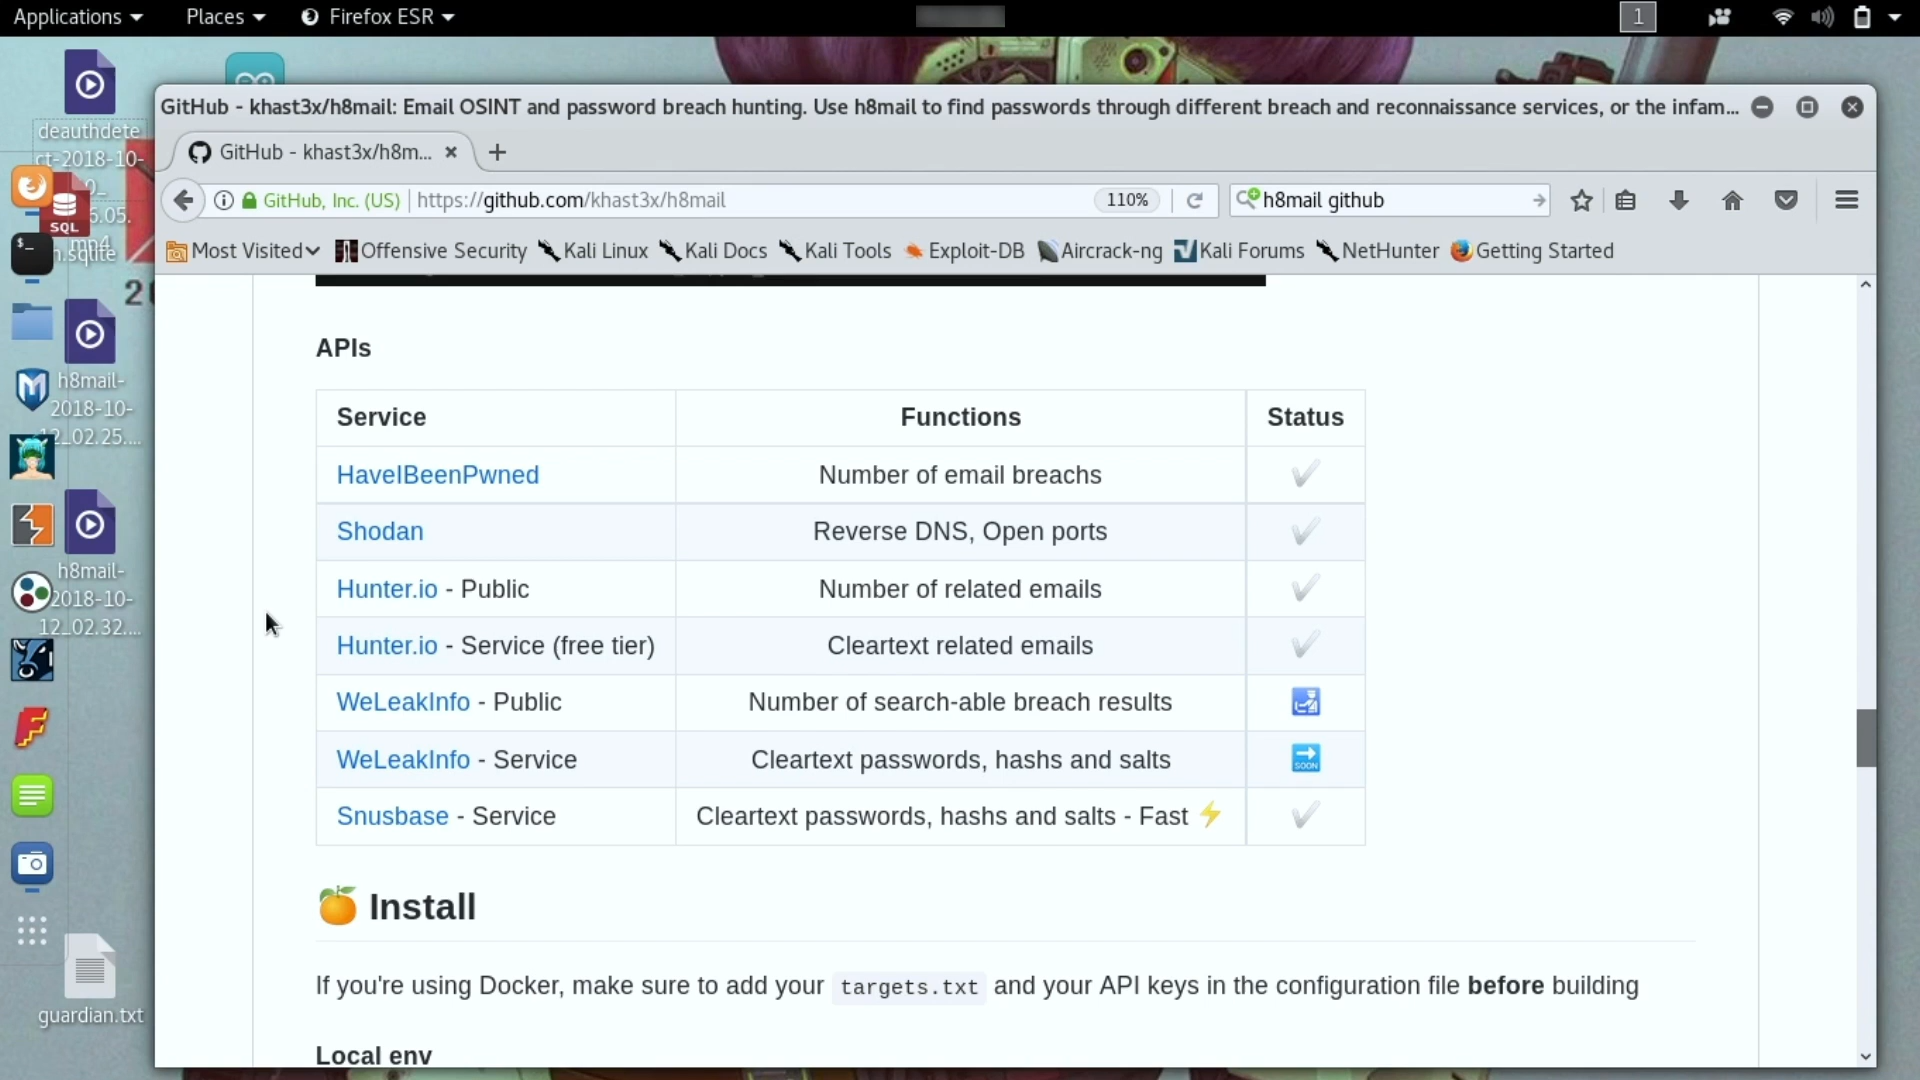 Applications Places Firefox ESR 1
GitHub - khast3x/h8mail: Email OSINT and password breach hunting. Use h8mail to find passwords through different breach and reconnaissance services, or the infam...
GitHub - khast3x/h8m...
GitHub, Inc. (US) https://github.com/khast3x/h8mail 110% h8mail github
Most Visited Offensive Security Kali Linux Kali Docs Kali Tools Exploit-DB Aircrack-ng Kali Forums NetHunter Getting Started
deauthdete
ct-2018-10-
6.05.
mp4
SQL
n.sqlite
h8mail-
2018-10-
12_02.25....
h8mail-
2018-10-
12_02.32....
guardian.txt
APIs
Service Functions Status
HaveIBeenPwned Number of email breachs
Shodan Reverse DNS, Open ports
Hunter.io - Public Number of related emails
Hunter.io - Service (free tier) Cleartext related emails
WeLeakInfo - Public Number of search-able breach results
WeLeakInfo - Service Cleartext passwords, hashs and salts SOON
Snusbase - Service Cleartext passwords, hashs and salts - Fast ⚡
🍊 Install
If you're using Docker, make sure to add your targets.txt and your API keys in the configuration file before building
Local env